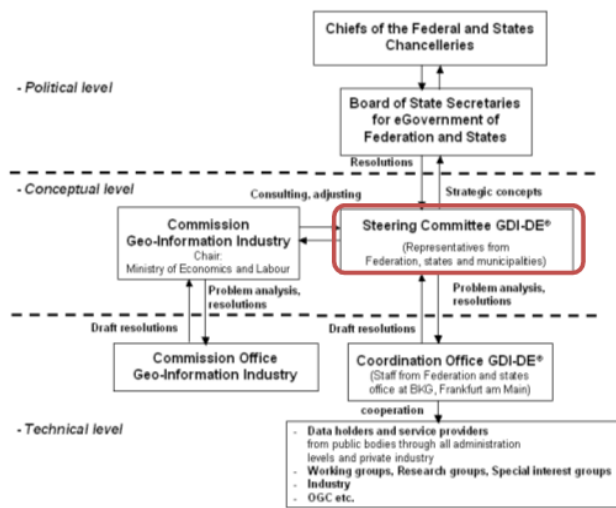 Chiefs of the Federal and States
Chancelleries
- Political level
Board of State Secretaries
for eGovernment of
Federation and States
Resolutions
- Conceptual level
Consulting, adjusting
Strategic concepts
Commission
Geo-Information Industry
Chair:
Ministry of Economics and Labour
Steering Committee GDI-DE®
(Representatives from
Federation, states and municipalities)
Problem analysis,
resolutions
Problem analysis,
resolutions
Draft resolutions
Draft resolutions
Commission Office
Geo-Information Industry
Coordination Office GDI-DE®
(Staff from Federation and states
office at BKG, Frankfurt am Main)
cooperation
- Technical level
- Data holders and service providers
from public bodies through all administration
levels and private industry
- Working groups, Research groups, Special interest groups
- Industry
- OGC etc.